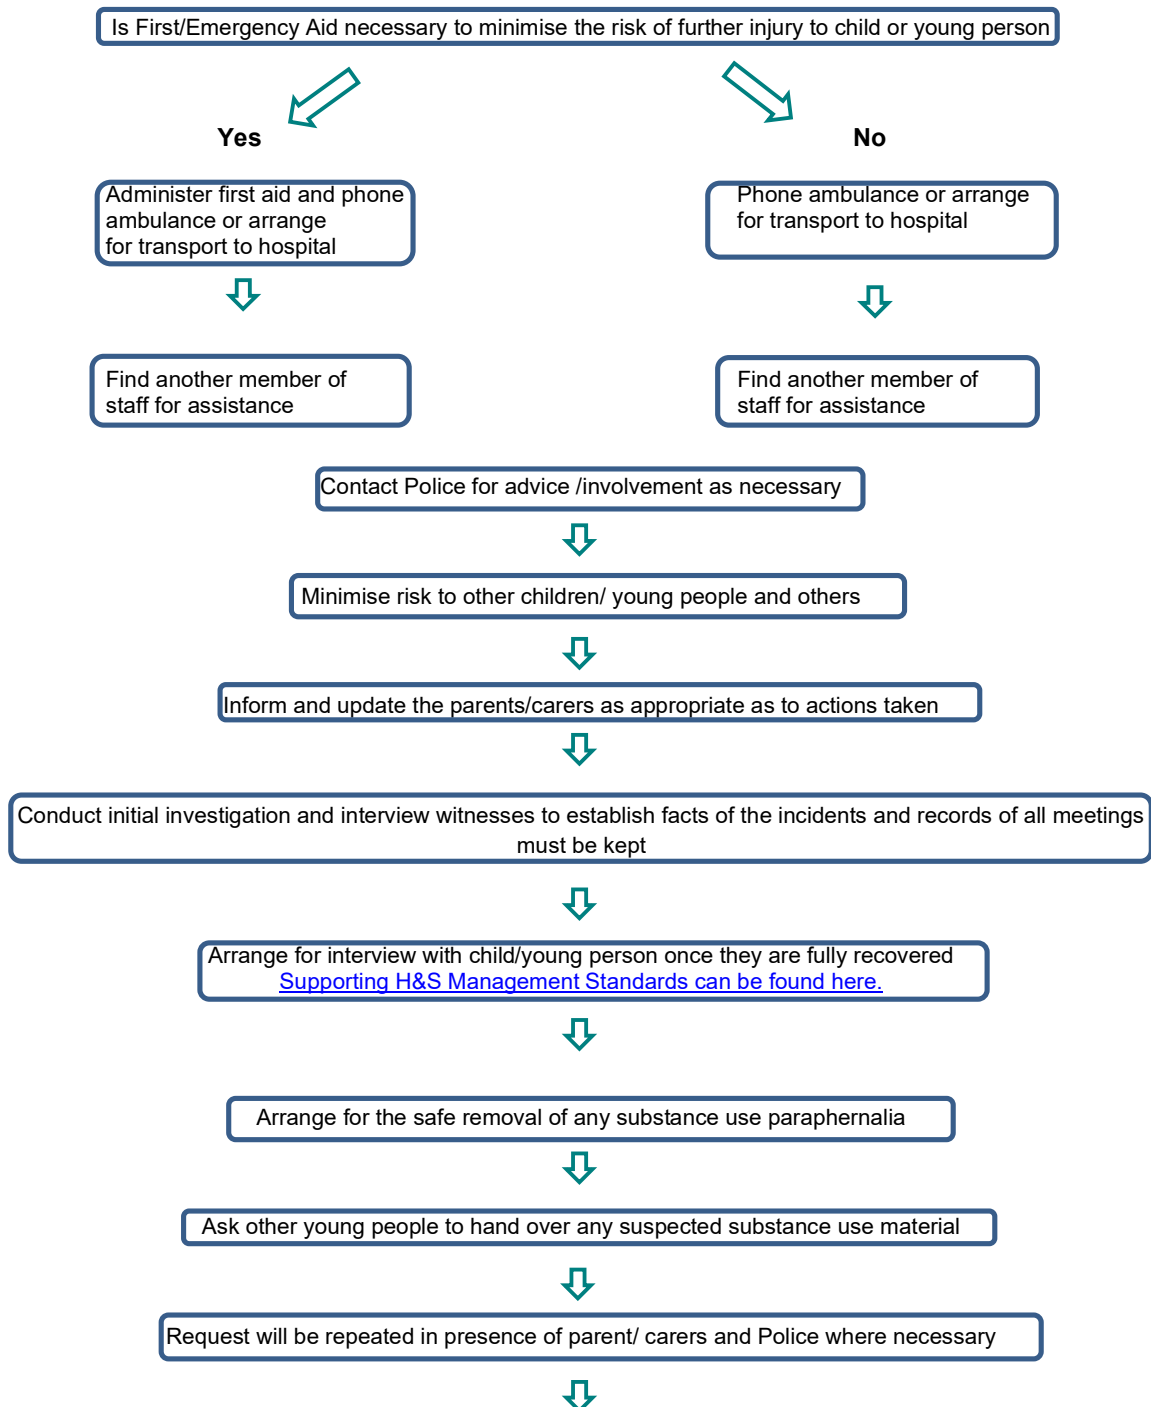 Is First/Emergency Aid necessary to minimise the risk of further injury to child or young person
Yes
No
Administer first aid and phone
ambulance or arrange
for transport to hospital
Phone ambulance or arrange
for transport to hospital
Find another member of
staff for assistance
Find another member of
staff for assistance
Contact Police for advice /involvement as necessary
Minimise risk to other children/ young people and others
Inform and update the parents/carers as appropriate as to actions taken
Conduct initial investigation and interview witnesses to establish facts of the incidents and records of all meetings
must be kept
Arrange for interview with child/young person once they are fully recovered
Supporting H&S Management Standards can be found here.
Arrange for the safe removal of any substance use paraphernalia
Ask other young people to hand over any suspected substance use material
Request will be repeated in presence of parent/ carers and Police where necessary